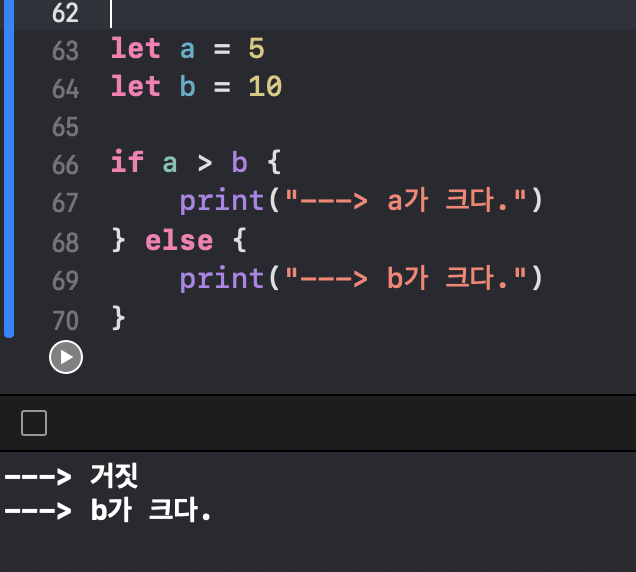 62
63 let a = 5
64 let b = 10
65
66 if a > b {
67     print("---> a가 크다.")
68 } else {
69     print("---> b가 크다.")
70 }
---> 거짓
---> b가 크다.